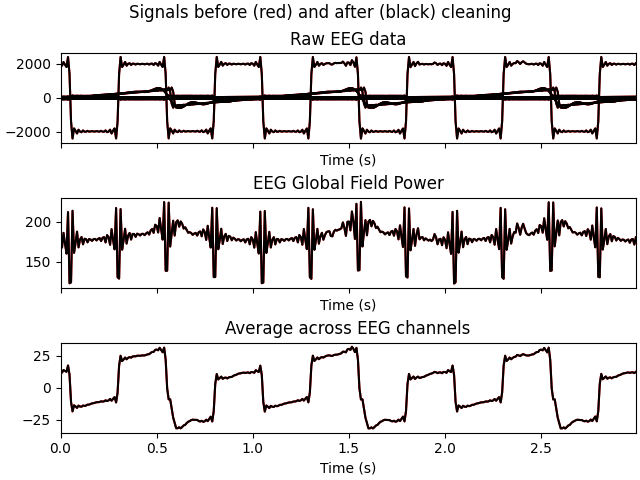 Signals before (red) and after (black) cleaning
Raw EEG data
2000
0
−2000
Time (s)
EEG Global Field Power
200
150
Time (s)
Average across EEG channels
25
0
−25
0.0 0.5 1.0 1.5 2.0 2.5
Time (s)